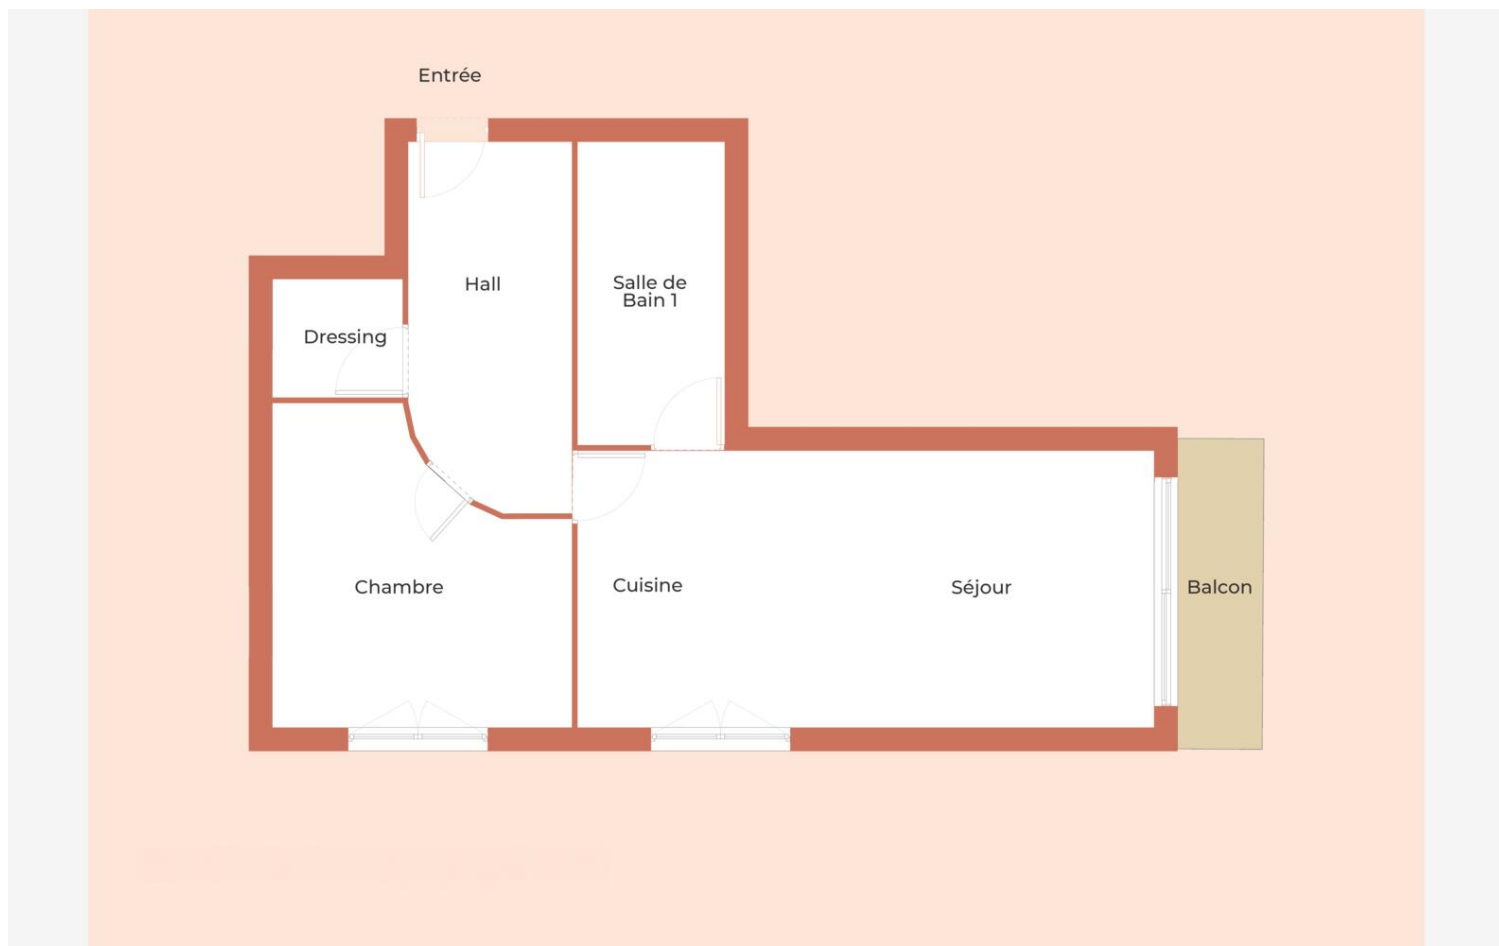 Entrée
Hall
Salle de
Bain 1
Dressing
Chambre
Cuisine
Séjour
Balcon